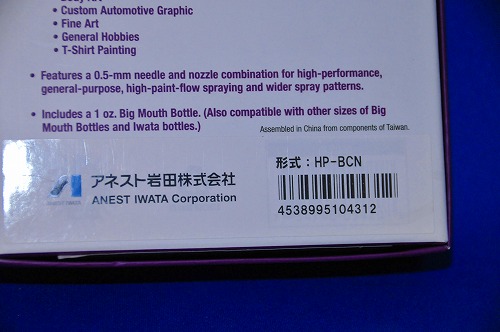 • Custom Automotive Graphic
• Fine Art
• General Hobbies
• T-Shirt Painting
• Features a 0.5-mm needle and nozzle combination for high-performance,
general-purpose, high-paint-flow spraying and wider spray patterns.
• Includes a 1 oz. Big Mouth Bottle. (Also compatible with other sizes of Big
Mouth Bottles and Iwata bottles.)
Assembled in China from components of Taiwan.
アネスト岩田株式会社
ANEST IWATA Corporation
形式：HP-BCN
4538995104312